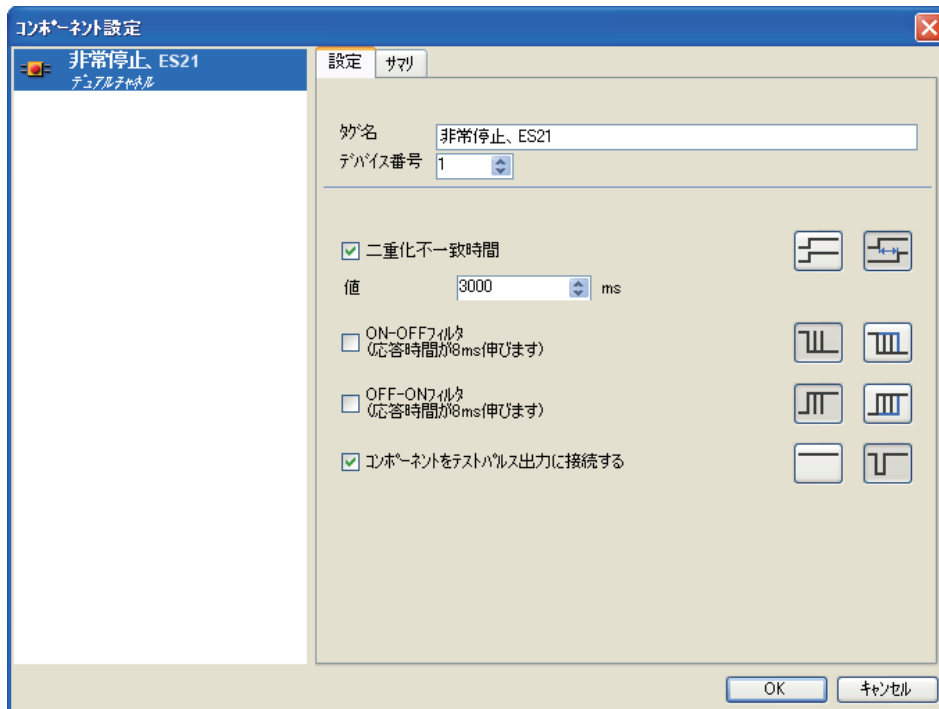 コンポーネント設定
非常停止、ES21
デュアルチャネル
設定
サマリ
タグ名
非常停止、ES21
デバイス番号
1
二重化不一致時間
値
3000
ms
ON-OFFフィルタ
(応答時間が8ms伸びます)
OFF-ONフィルタ
(応答時間が8ms伸びます)
コンポーネントをテストパルス出力に接続する
OK
キャンセル